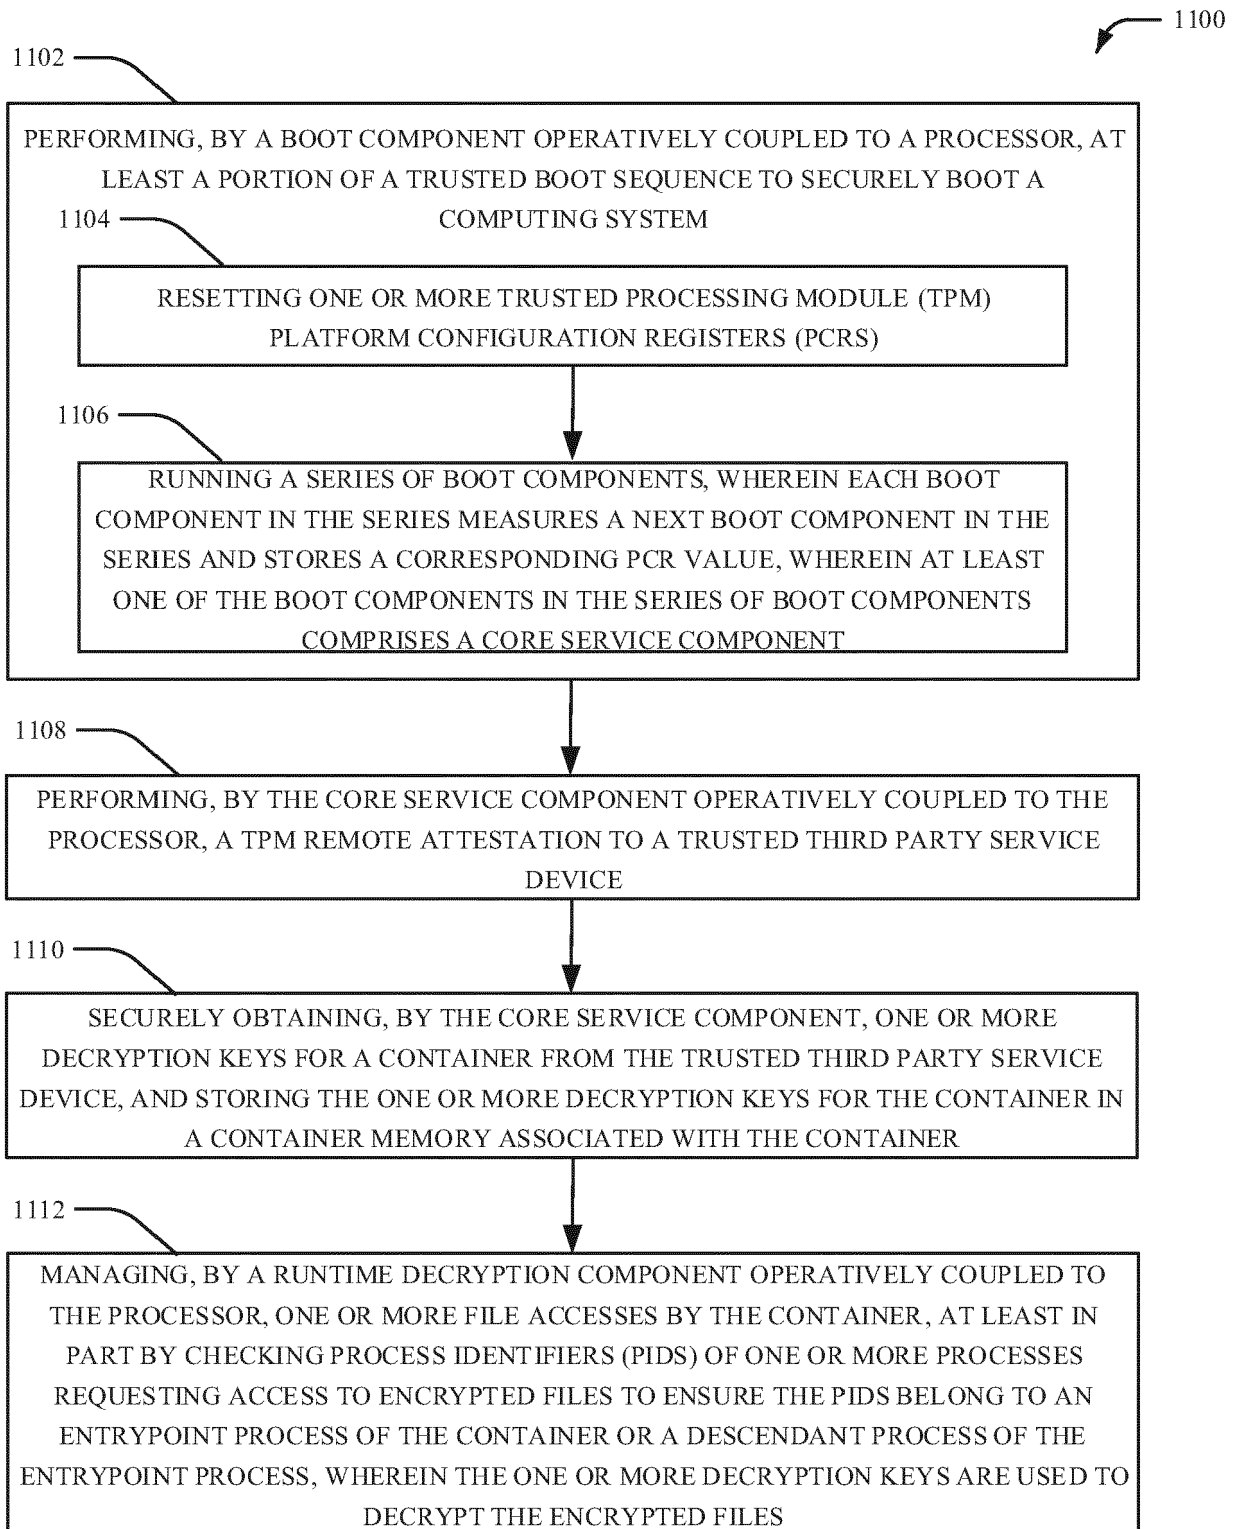 1100
1102
PERFORMING, BY A BOOT COMPONENT OPERATIVELY COUPLED TO A PROCESSOR, AT
LEAST A PORTION OF A TRUSTED BOOT SEQUENCE TO SECURELY BOOT A
COMPUTING SYSTEM
1104
RESETTING ONE OR MORE TRUSTED PROCESSING MODULE (TPM)
PLATFORM CONFIGURATION REGISTERS (PCRS)
1106
RUNNING A SERIES OF BOOT COMPONENTS, WHEREIN EACH BOOT
COMPONENT IN THE SERIES MEASURES A NEXT BOOT COMPONENT IN THE
SERIES AND STORES A CORRESPONDING PCR VALUE, WHEREIN AT LEAST
ONE OF THE BOOT COMPONENTS IN THE SERIES OF BOOT COMPONENTS
COMPRISES A CORE SERVICE COMPONENT
1108
PERFORMING, BY THE CORE SERVICE COMPONENT OPERATIVELY COUPLED TO THE
PROCESSOR, A TPM REMOTE ATTESTATION TO A TRUSTED THIRD PARTY SERVICE
DEVICE
1110
SECURELY OBTAINING, BY THE CORE SERVICE COMPONENT, ONE OR MORE
DECRYPTION KEYS FOR A CONTAINER FROM THE TRUSTED THIRD PARTY SERVICE
DEVICE, AND STORING THE ONE OR MORE DECRYPTION KEYS FOR THE CONTAINER IN
A CONTAINER MEMORY ASSOCIATED WITH THE CONTAINER
1112
MANAGING, BY A RUNTIME DECRYPTION COMPONENT OPERATIVELY COUPLED TO
THE PROCESSOR, ONE OR MORE FILE ACCESSES BY THE CONTAINER, AT LEAST IN
PART BY CHECKING PROCESS IDENTIFIERS (PIDS) OF ONE OR MORE PROCESSES
REQUESTING ACCESS TO ENCRYPTED FILES TO ENSURE THE PIDS BELONG TO AN
ENTRYPOINT PROCESS OF THE CONTAINER OR A DESCENDANT PROCESS OF THE
ENTRYPOINT PROCESS, WHEREIN THE ONE OR MORE DECRYPTION KEYS ARE USED TO
DECRYPT THE ENCRYPTED FILES